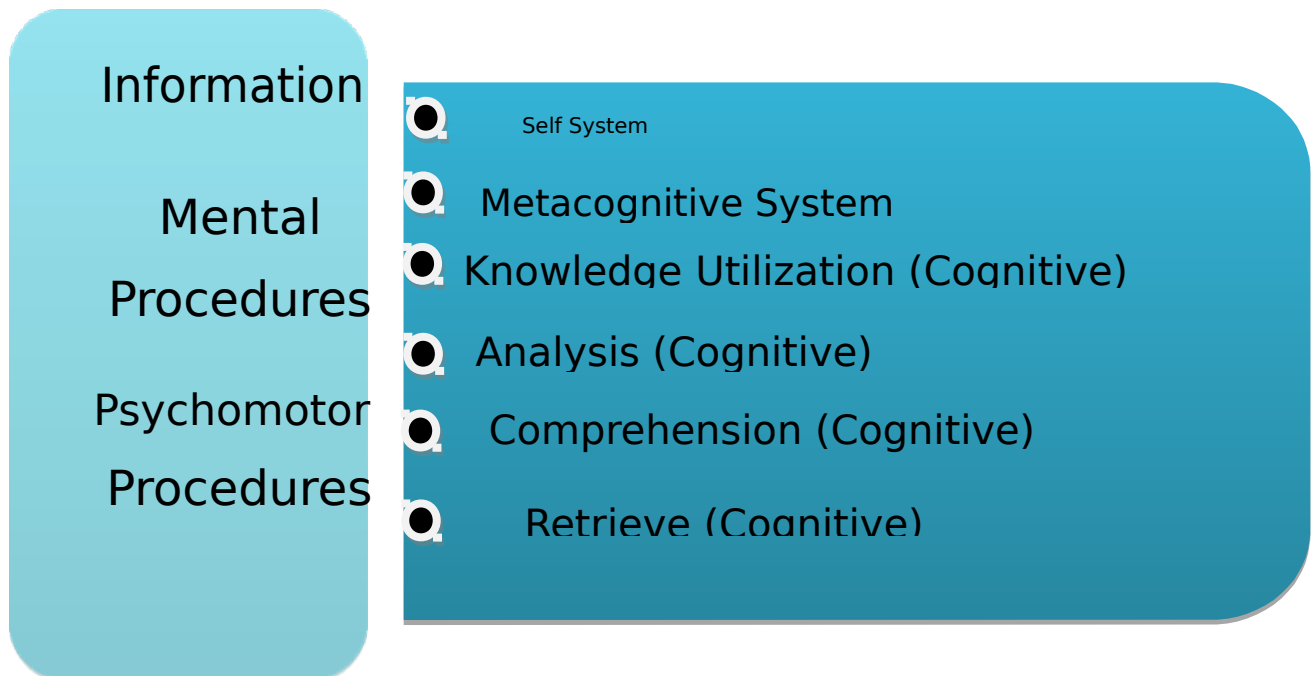 Information
Mental
Procedures
Psychomotor
Procedures
Self System
Metacognitive System
Knowledge Utilization (Cognitive)
Analysis (Cognitive)
Comprehension (Cognitive)
Retrieve (Cognitive)